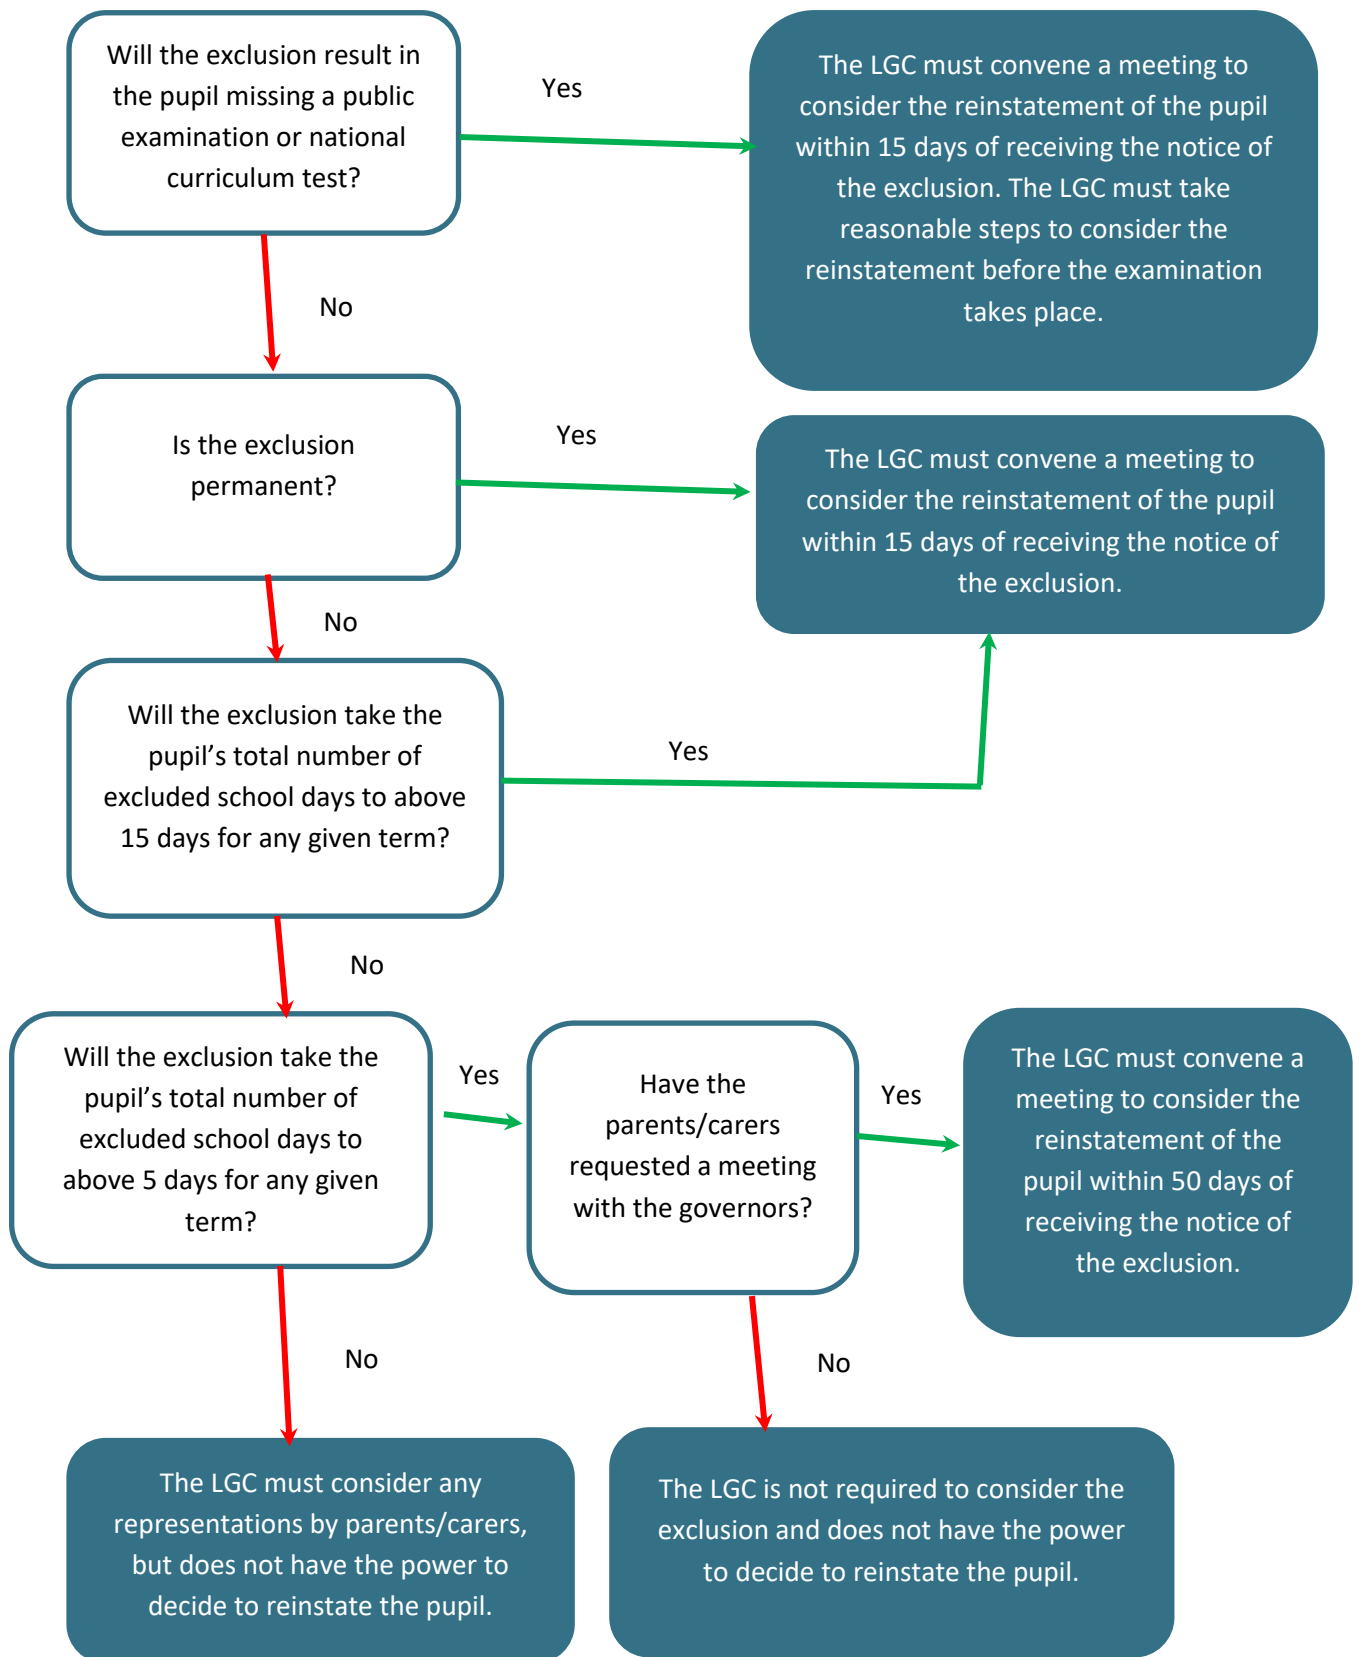 Will the exclusion result in
the pupil missing a public
examination or national
curriculum test?
Yes
The LGC must convene a meeting to
consider the reinstatement of the pupil
within 15 days of receiving the notice of
the exclusion. The LGC must take
reasonable steps to consider the
reinstatement before the examination
takes place.
No
Is the exclusion
permanent?
Yes
The LGC must convene a meeting to
consider the reinstatement of the pupil
within 15 days of receiving the notice of
the exclusion.
No
Will the exclusion take the
pupil’s total number of
excluded school days to above
15 days for any given term?
Yes
No
Will the exclusion take the
pupil’s total number of
excluded school days to
above 5 days for any given
term?
Yes
Have the
parents/carers
requested a meeting
with the governors?
Yes
The LGC must convene a
meeting to consider the
reinstatement of the
pupil within 50 days of
receiving the notice of
the exclusion.
No
No
The LGC must consider any
representations by parents/carers,
but does not have the power to
decide to reinstate the pupil.
The LGC is not required to consider the
exclusion and does not have the power
to decide to reinstate the pupil.